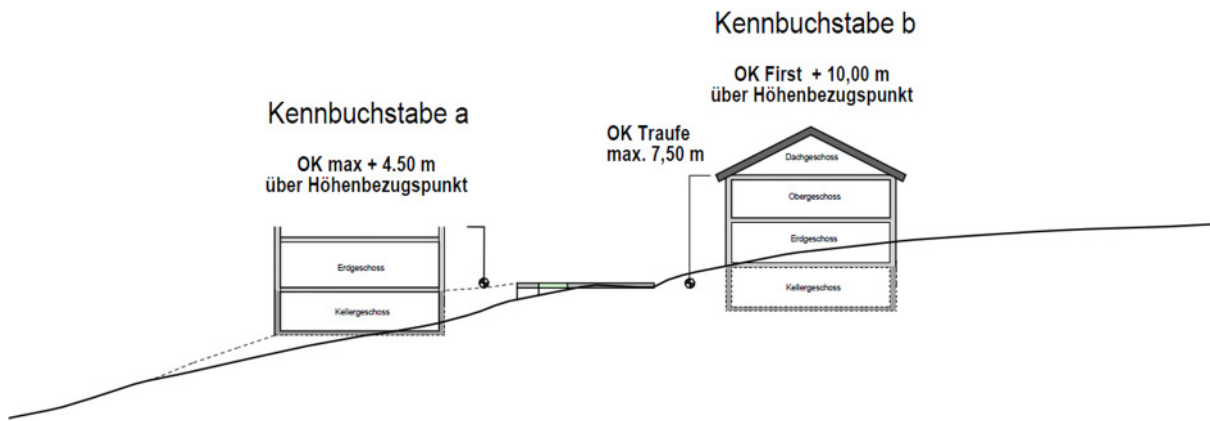 Kennbuchstabe b
OK First + 10,00 m
über Höhenbezugspunkt
Kennbuchstabe a
OK max + 4.50 m
über Höhenbezugspunkt
OK Traufe
max. 7,50 m
Dachgeschoss
Obergeschoss
Erdgeschoss
Kellergeschoss
Erdgeschoss
Kellergeschoss